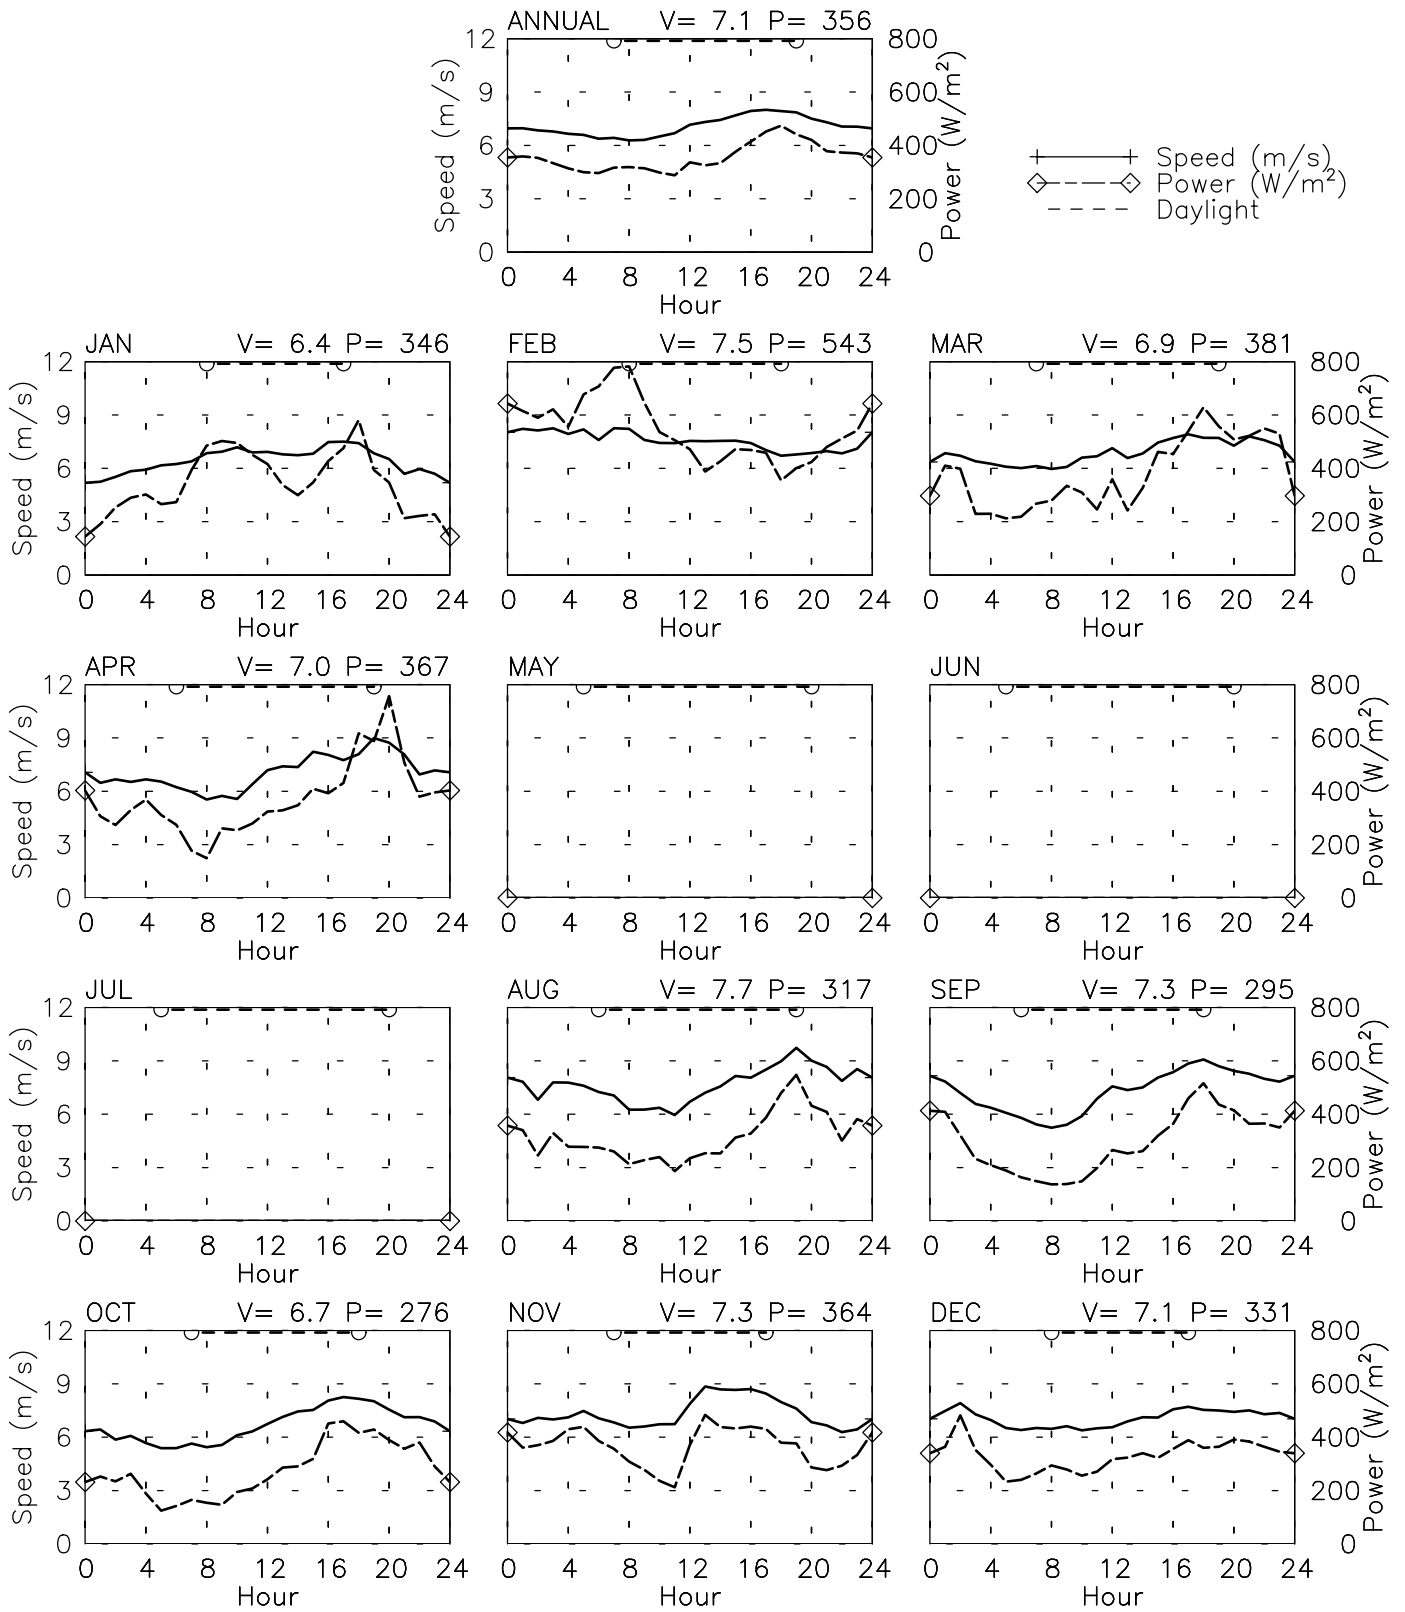 ANNUAL V= 7.1 P= 356
12 800
9 600
6 400
3 200
0 0
Speed (m/s)
Power (W/m²)
0 4 8 12 16 20 24
Hour
Speed (m/s)
Power (W/m²)
Daylight
JAN V= 6.4 P= 346
FEB V= 7.5 P= 543
MAR V= 6.9 P= 381
12 800
9 600
6 400
3 200
0 0
Speed (m/s)
Power (W/m²)
0 4 8 12 16 20 24
0 4 8 12 16 20 24
0 4 8 12 16 20 24
Hour
Hour
Hour
APR V= 7.0 P= 367
MAY
JUN
12 800
9 600
6 400
3 200
0 0
Speed (m/s)
Power (W/m²)
0 4 8 12 16 20 24
0 4 8 12 16 20 24
0 4 8 12 16 20 24
Hour
Hour
Hour
JUL
AUG V= 7.7 P= 317
SEP V= 7.3 P= 295
12 800
9 600
6 400
3 200
0 0
Speed (m/s)
Power (W/m²)
0 4 8 12 16 20 24
0 4 8 12 16 20 24
0 4 8 12 16 20 24
Hour
Hour
Hour
OCT V= 6.7 P= 276
NOV V= 7.3 P= 364
DEC V= 7.1 P= 331
12 800
9 600
6 400
3 200
0 0
Speed (m/s)
Power (W/m²)
0 4 8 12 16 20 24
0 4 8 12 16 20 24
0 4 8 12 16 20 24
Hour
Hour
Hour